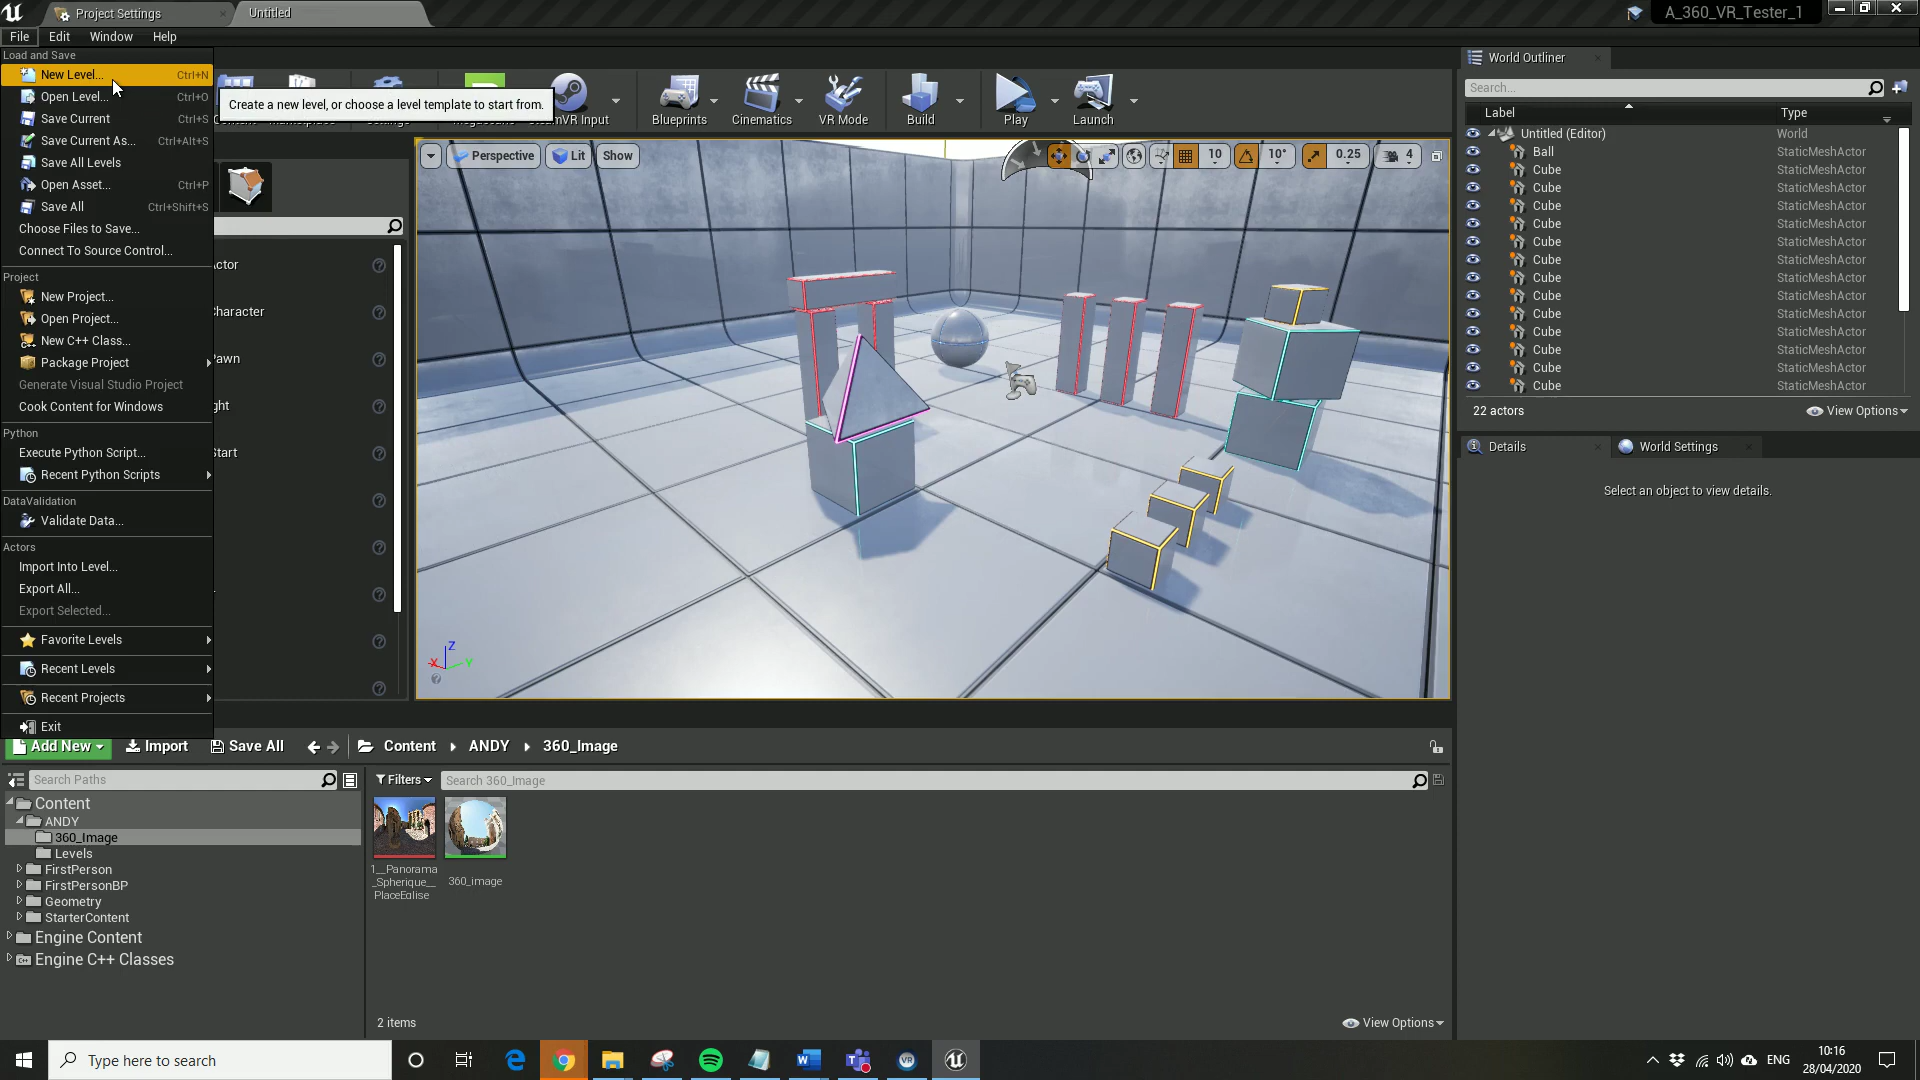 Project Settings
Untitled
A_360_VR_Tester_1
File Edit Window Help
Load and Save
New Level... Ctrl+N
Open Level... Ctrl+O
Save Current Ctrl+S
Save Current As... Ctrl+Alt+S
Save All Levels
Open Asset... Ctrl+P
Save All Ctrl+Shift+S
Choose Files to Save...
Connect To Source Control...
Project
New Project...
Open Project...
New C++ Class...
Package Project
Generate Visual Studio Project
Cook Content for Windows
Python
Execute Python Script...
Recent Python Scripts
DataValidation
Validate Data...
Actors
Import Into Level...
Export All...
Export Selected...
Favorite Levels
Recent Levels
Recent Projects
Exit
Create a new level, or choose a level template to start from.
VR Input
Blueprints
Cinematics
VR Mode
Build
Play
Launch
ctor
haracter
awn
ght
tart
Perspective
Lit
Show
10
10°
0.25
4
Z
X
Y
World Outliner
Search...
Label Type
Untitled (Editor) World
Ball StaticMeshActor
Cube StaticMeshActor
Cube StaticMeshActor
Cube StaticMeshActor
Cube StaticMeshActor
Cube StaticMeshActor
Cube StaticMeshActor
Cube StaticMeshActor
Cube StaticMeshActor
Cube StaticMeshActor
Cube StaticMeshActor
Cube StaticMeshActor
Cube StaticMeshActor
Cube StaticMeshActor
22 actors
View Options
Details
World Settings
Select an object to view details.
Add New
Import
Save All
Content
ANDY
360_Image
Search Paths
Filters
Search 360_Image
Content
ANDY
360_Image
Levels
FirstPerson
FirstPersonBP
Geometry
StarterContent
Engine Content
Engine C++ Classes
1__Panorama
_Spherique__
PlaceEglise
360_image
2 items
View Options
Type here to search
ENG
10:16
28/04/2020